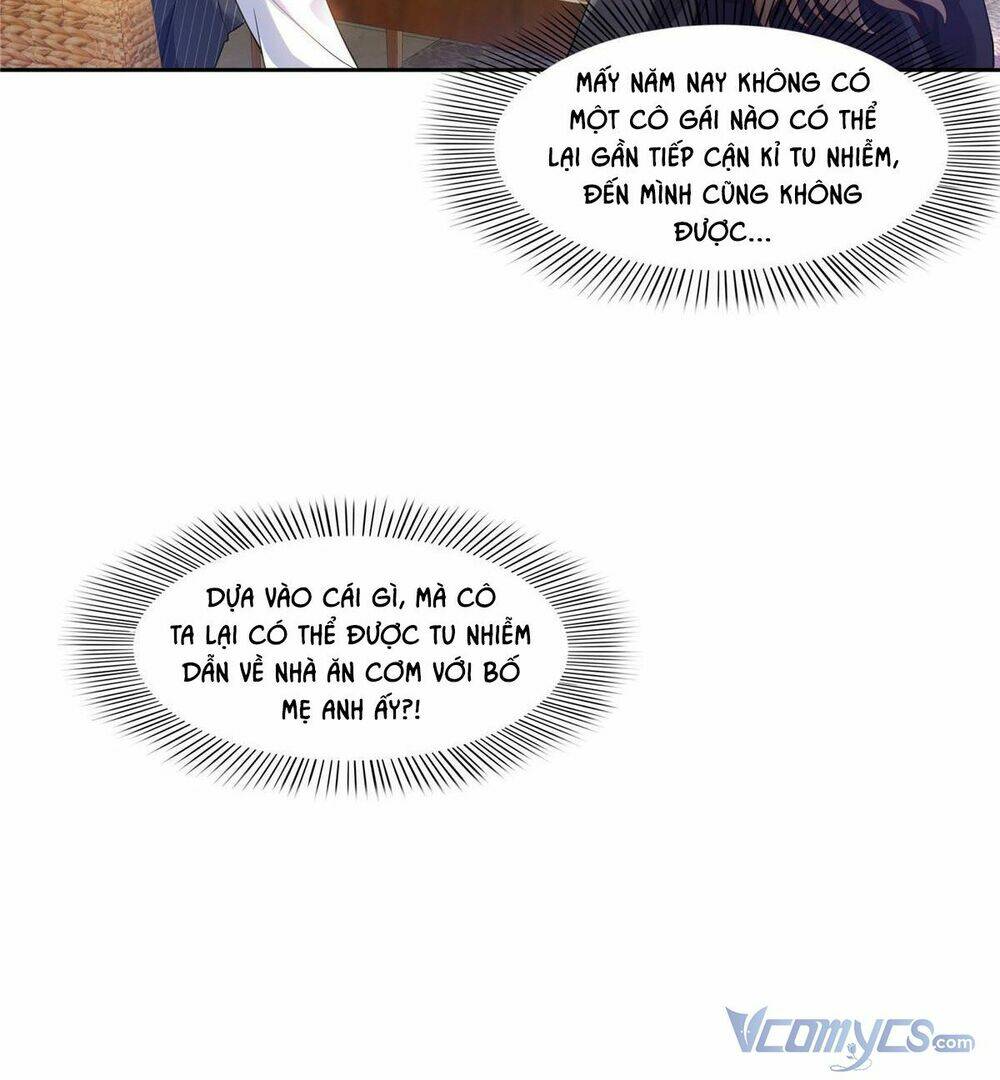 MẤY NĂM NAY KHÔNG CÓ
MỘT CÔ GÁI NÀO CÓ THỂ
LẠI GẦN TIẾP CẬN KỈ TU NHIỄM,
ĐẾN MÌNH CŨNG KHÔNG
ĐƯỢC...
DỰA VÀO CÁI GÌ, MÀ CÔ
TA LẠI CÓ THỂ ĐƯỢC TU NHIỄM
DẪN VỀ NHÀ ĂN CƠM VỚI BỐ
MẸ ANH ẤY?!
VCOMYCS.com